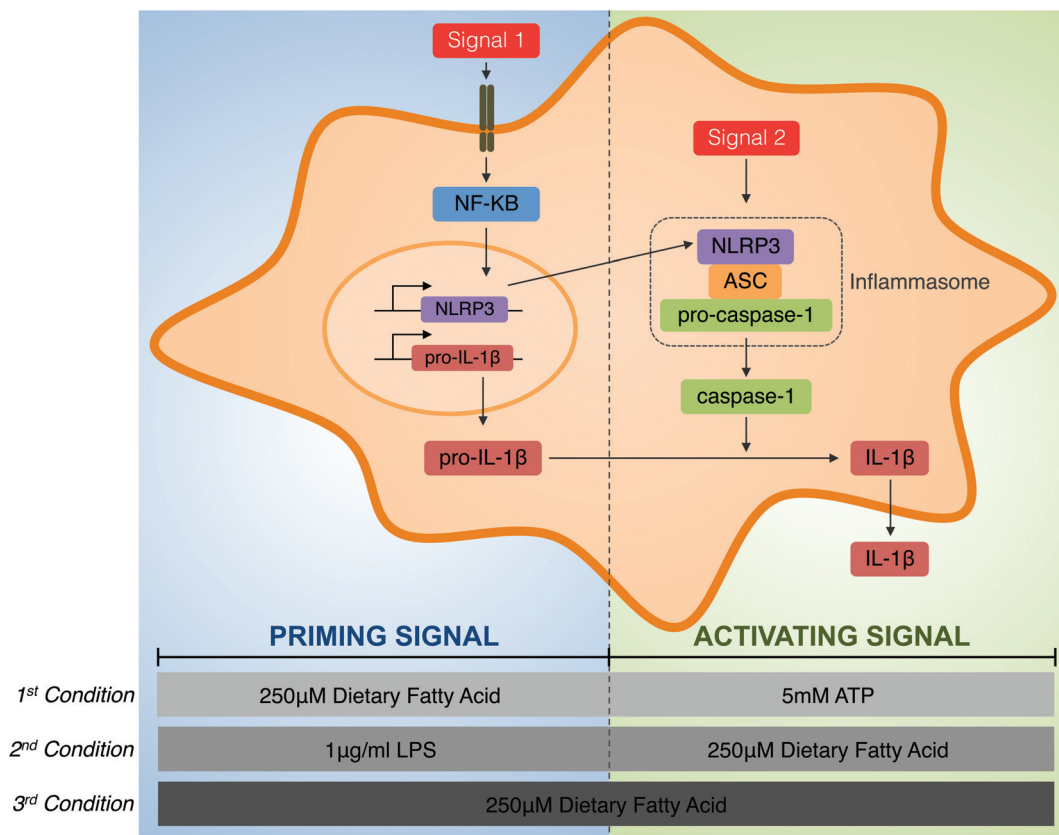 Signal 1
Signal 2
NF-KB
NLRP3
ASC
pro-caspase-1
Inflammasome
NLRP3
pro-IL-1β
caspase-1
pro-IL-1β
IL-1β
IL-1β
PRIMING SIGNAL
ACTIVATING SIGNAL
1st Condition
250µM Dietary Fatty Acid
5mM ATP
2nd Condition
1µg/ml LPS
250µM Dietary Fatty Acid
3rd Condition
250µM Dietary Fatty Acid